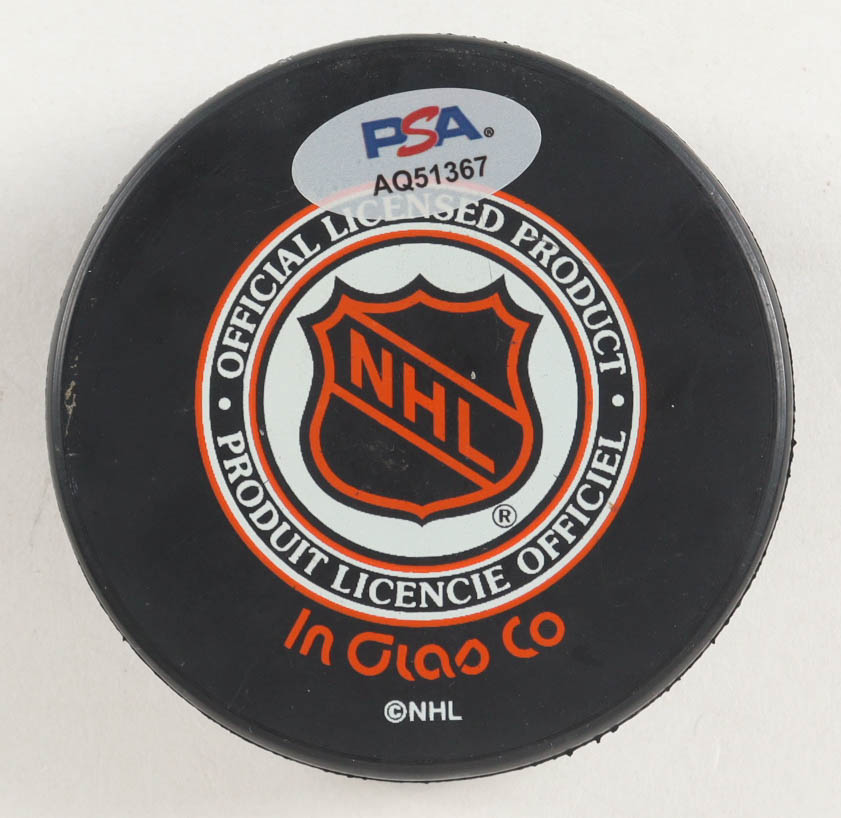 PSA®
AQ51367
OFFICIAL LICENSED PRODUCT
NHL
®
• PRODUIT LICENCIE OFFICIEL •
In Glas Co
©NHL